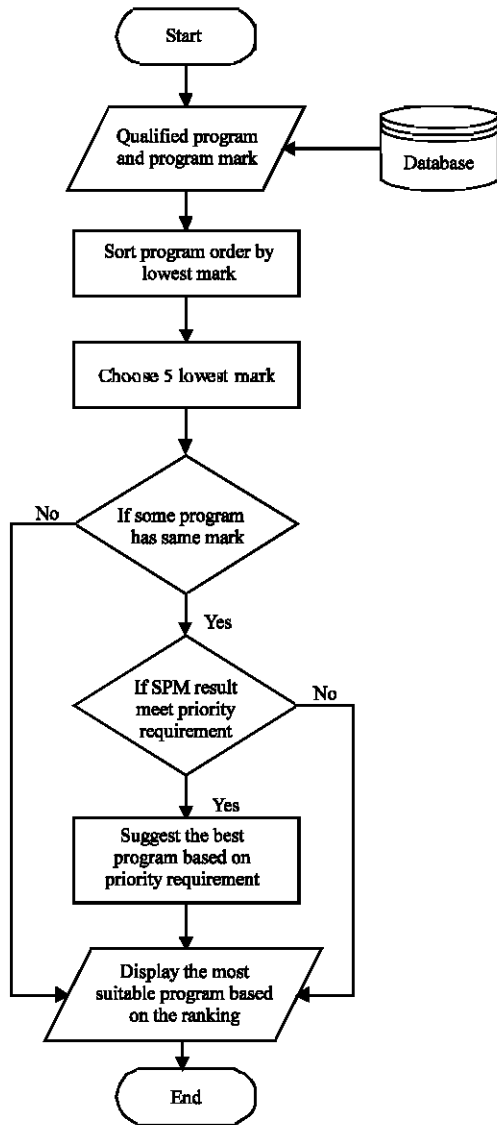 Start
Qualified program
and program mark
Database
Sort program order by
lowest mark
Choose 5 lowest mark
No
If some program
has same mark
Yes
If SPM result
meet priority
requirement
No
Yes
Suggest the best
program based on
priority requirement
Display the most
suitable program based
on the ranking
End